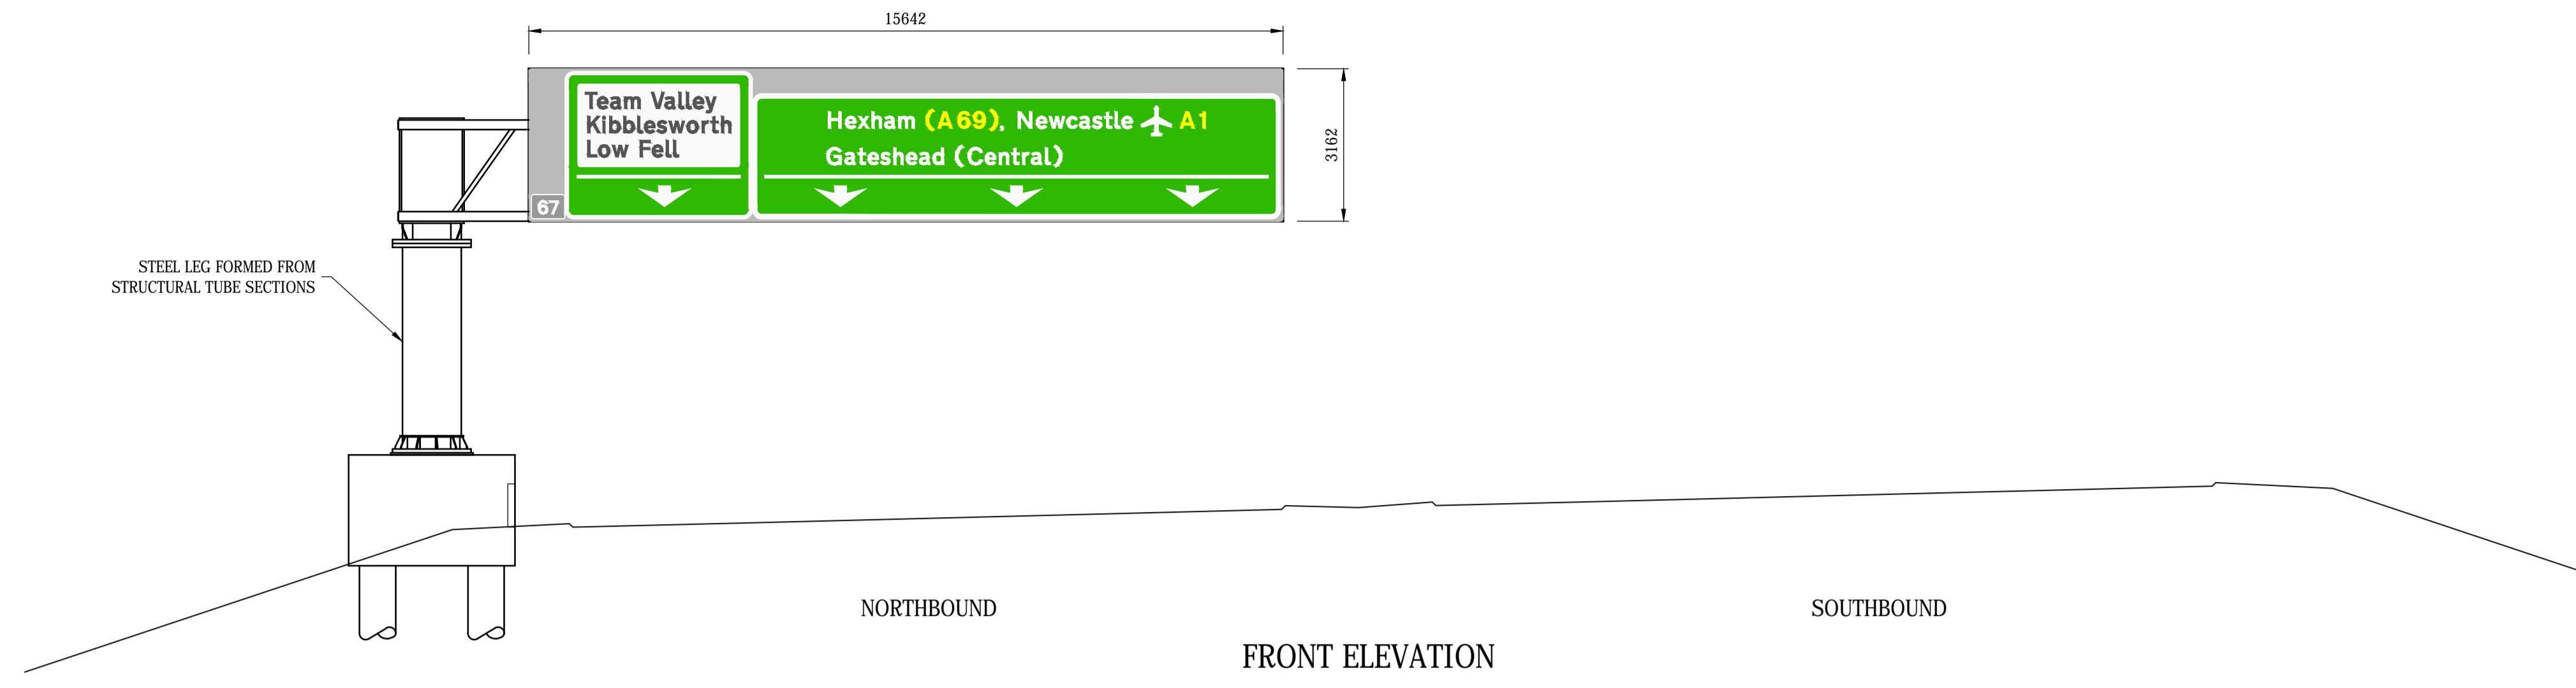 15642
Team Valley
Kibblesworth
Low Fell
67
Hexham (A69), Newcastle A1
Gateshead (Central)
3162
STEEL LEG FORMED FROM
STRUCTURAL TUBE SECTIONS
NORTHBOUND
SOUTHBOUND
FRONT ELEVATION